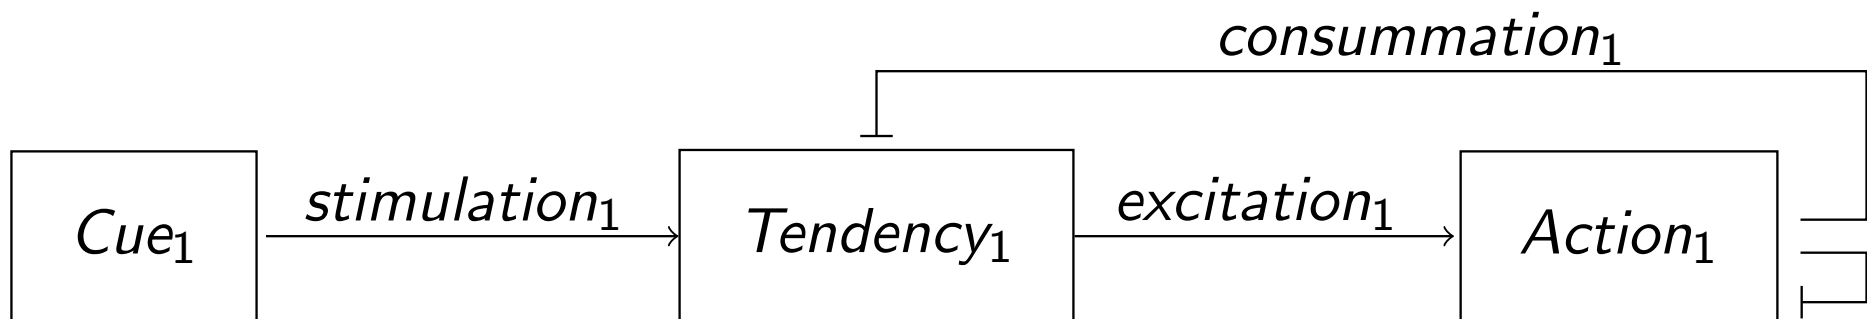 consummation₁
stimulation₁
excitation₁
Cue₁
Tendency₁
Action₁